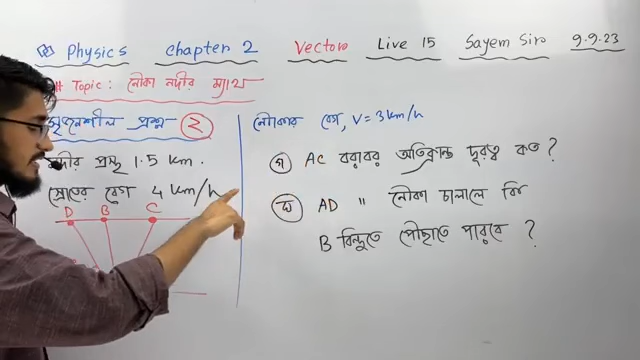 Physics chapter 2 Vector Live 15 Sayem Sir 9.9.23
Topic: নৌকা নদীর ম্যাথ
সৃজনশীল প্রশ্ন ২
নদীর প্রস্থ 1.5 km.
স্রোতের বেগ 4 km/h
D B C
নৌকার বেগ, V = 3 km/h
গ AC বরাবর অতিক্রান্ত দূরত্ব কত ?
ঘ AD " নৌকা চালালে কি
B বিন্দুতে পৌছাতে পারবে ?